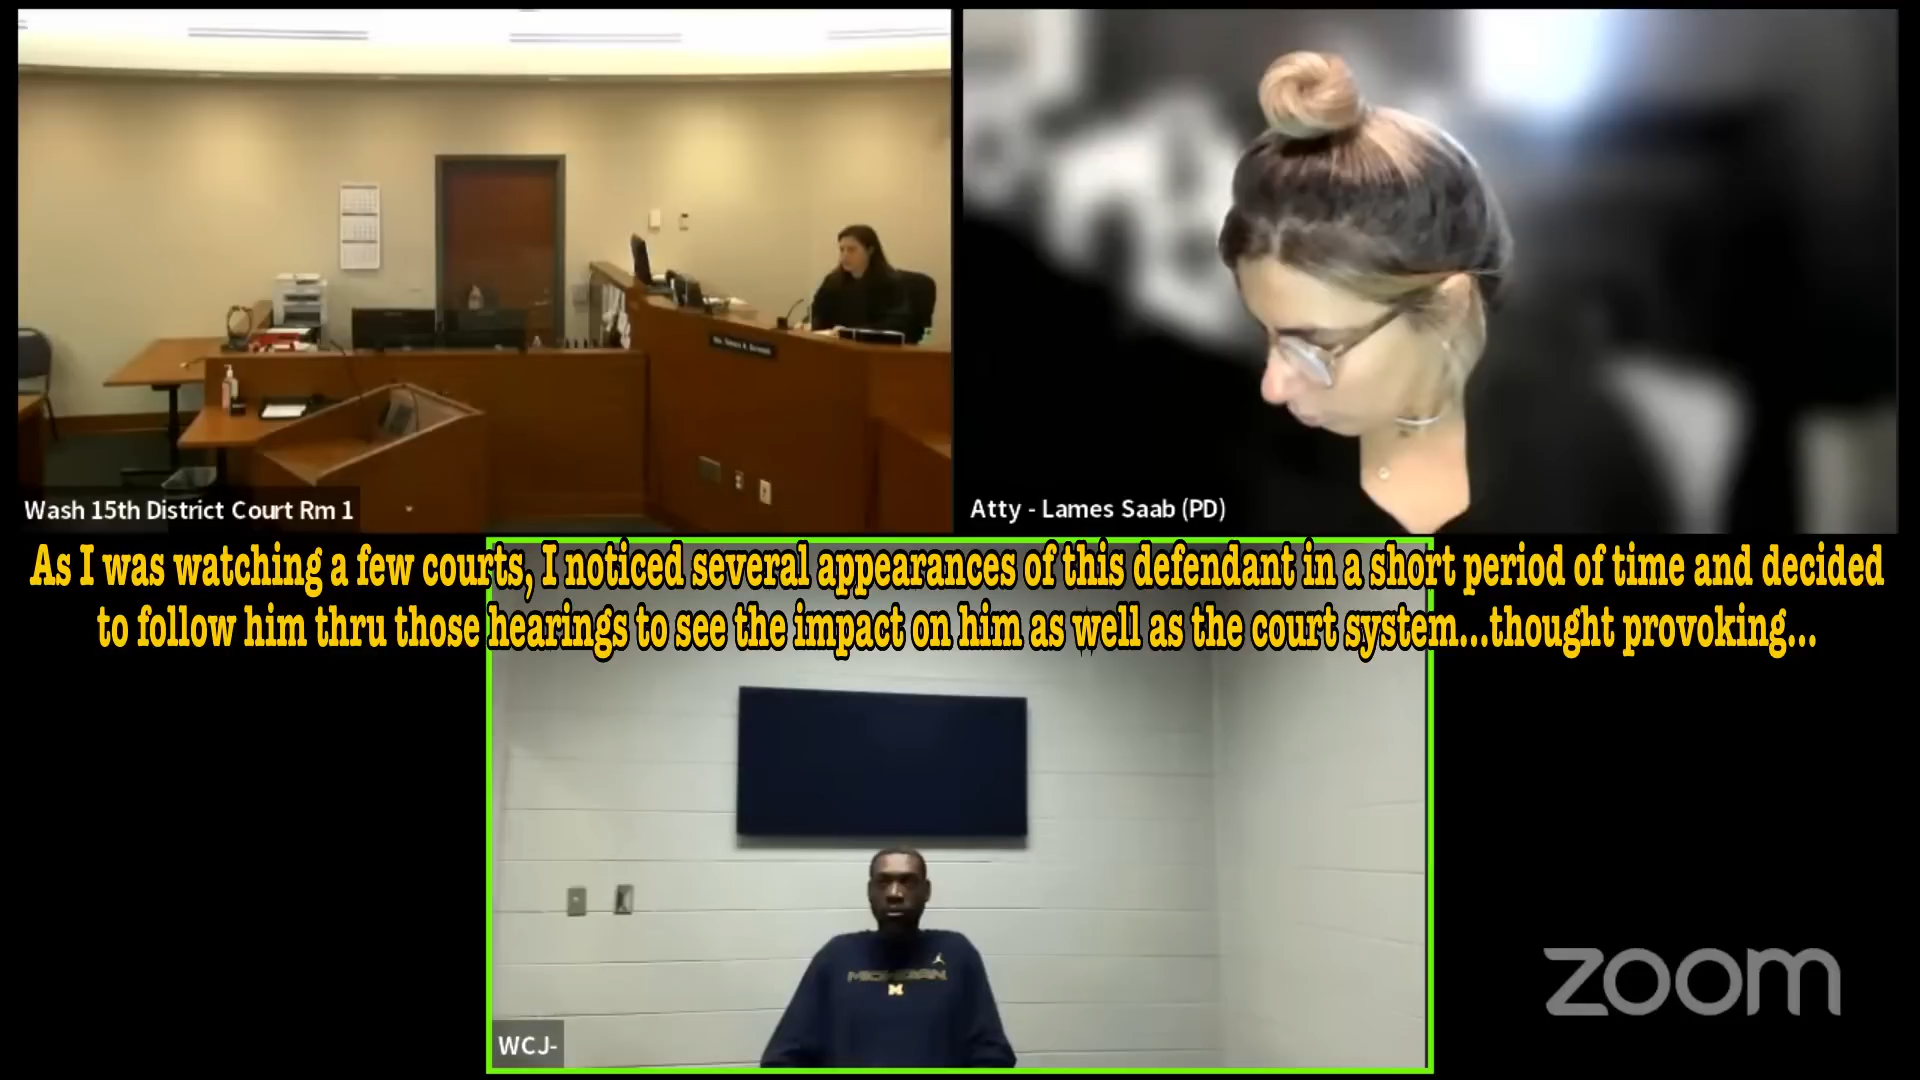 Wash 15th District Court Rm 1
Atty - Lames Saab (PD)
As I was watching a few courts, I noticed several appearances of this defendant in a short period of time and decided
to follow him thru those hearings to see the impact on him as well as the court system...thought provoking...
MICHIGAN
M
WCJ-
zoom